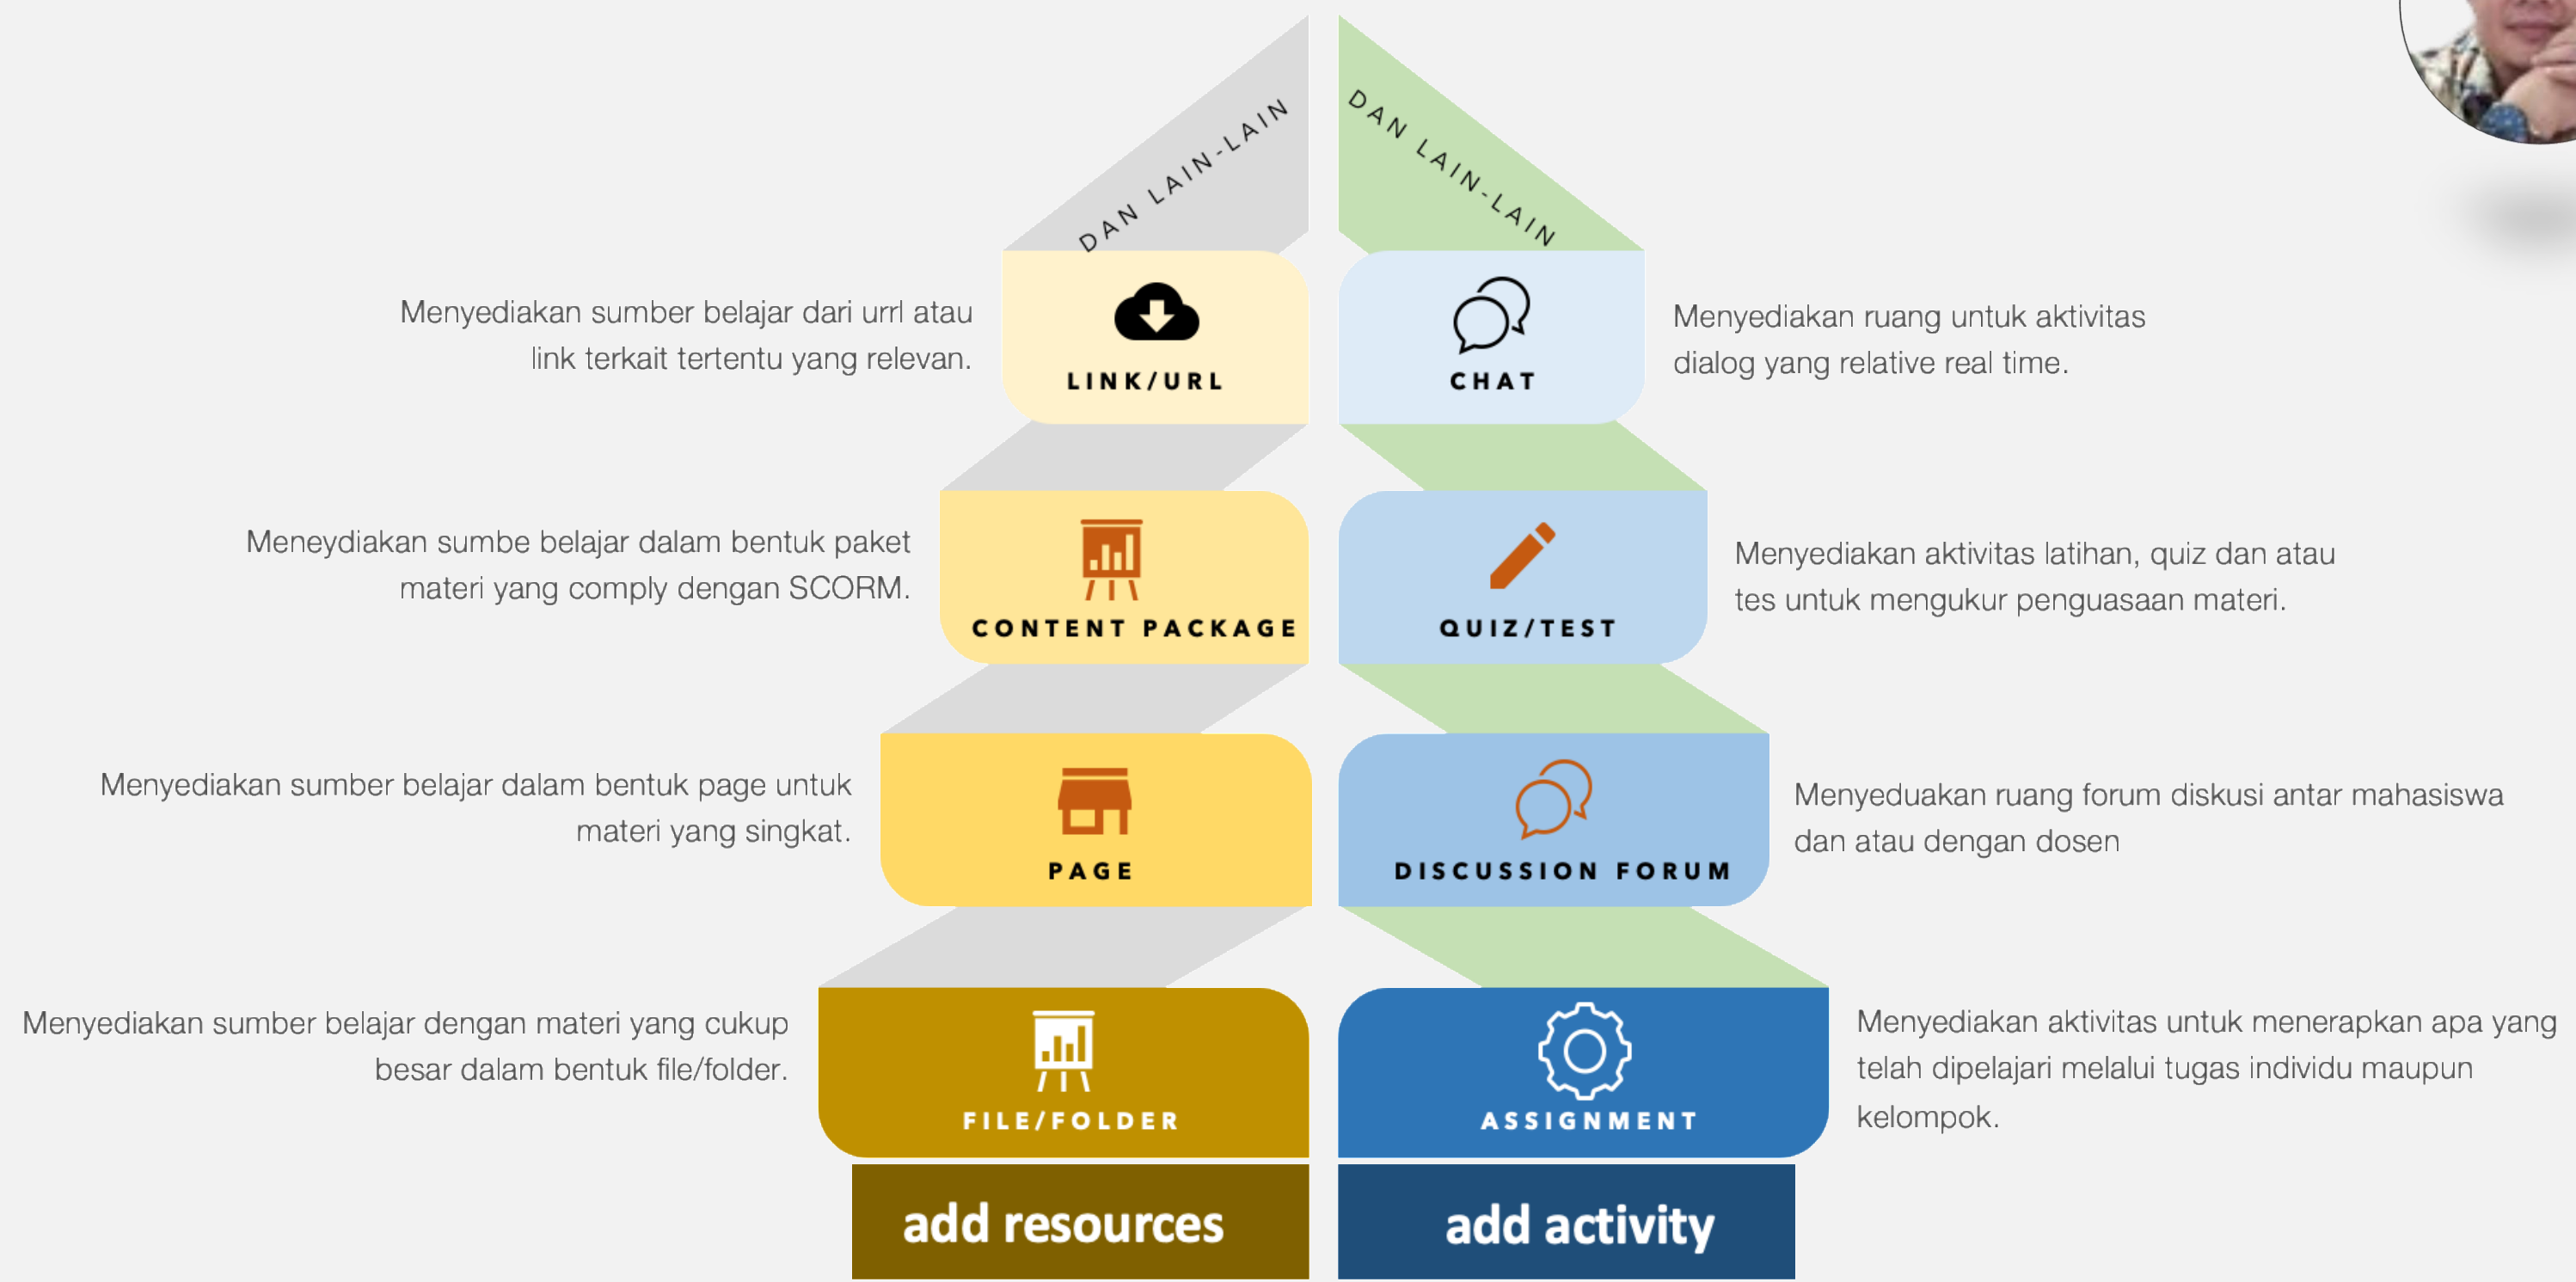 DAN LAIN-LAIN
DAN LAIN-LAIN
Menyediakan sumber belajar dari urrl atau
link terkait tertentu yang relevan.
LINK/URL
CHAT
Menyediakan ruang untuk aktivitas
dialog yang relative real time.
Meneydiakan sumbe belajar dalam bentuk paket
materi yang comply dengan SCORM.
CONTENT PACKAGE
QUIZ/TEST
Menyediakan aktivitas latihan, quiz dan atau
tes untuk mengukur penguasaan materi.
Menyediakan sumber belajar dalam bentuk page untuk
materi yang singkat.
PAGE
DISCUSSION FORUM
Menyeduakan ruang forum diskusi antar mahasiswa
dan atau dengan dosen
Menyediakan sumber belajar dengan materi yang cukup
besar dalam bentuk file/folder.
FILE/FOLDER
ASSIGNMENT
Menyediakan aktivitas untuk menerapkan apa yang
telah dipelajari melalui tugas individu maupun
kelompok.
add resources
add activity